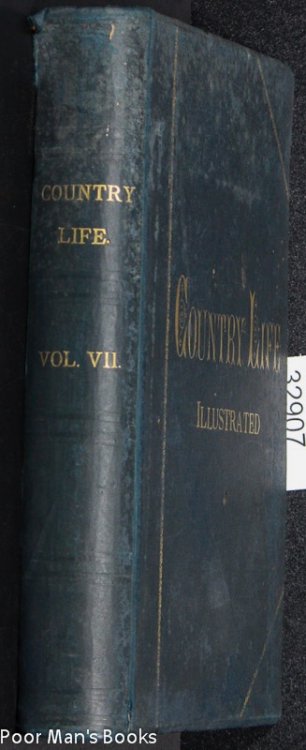 COUNTRY
LIFE.
VOL. VII.
COUNTRY LIFE
ILLUSTRATED
32907
Poor Man's Books